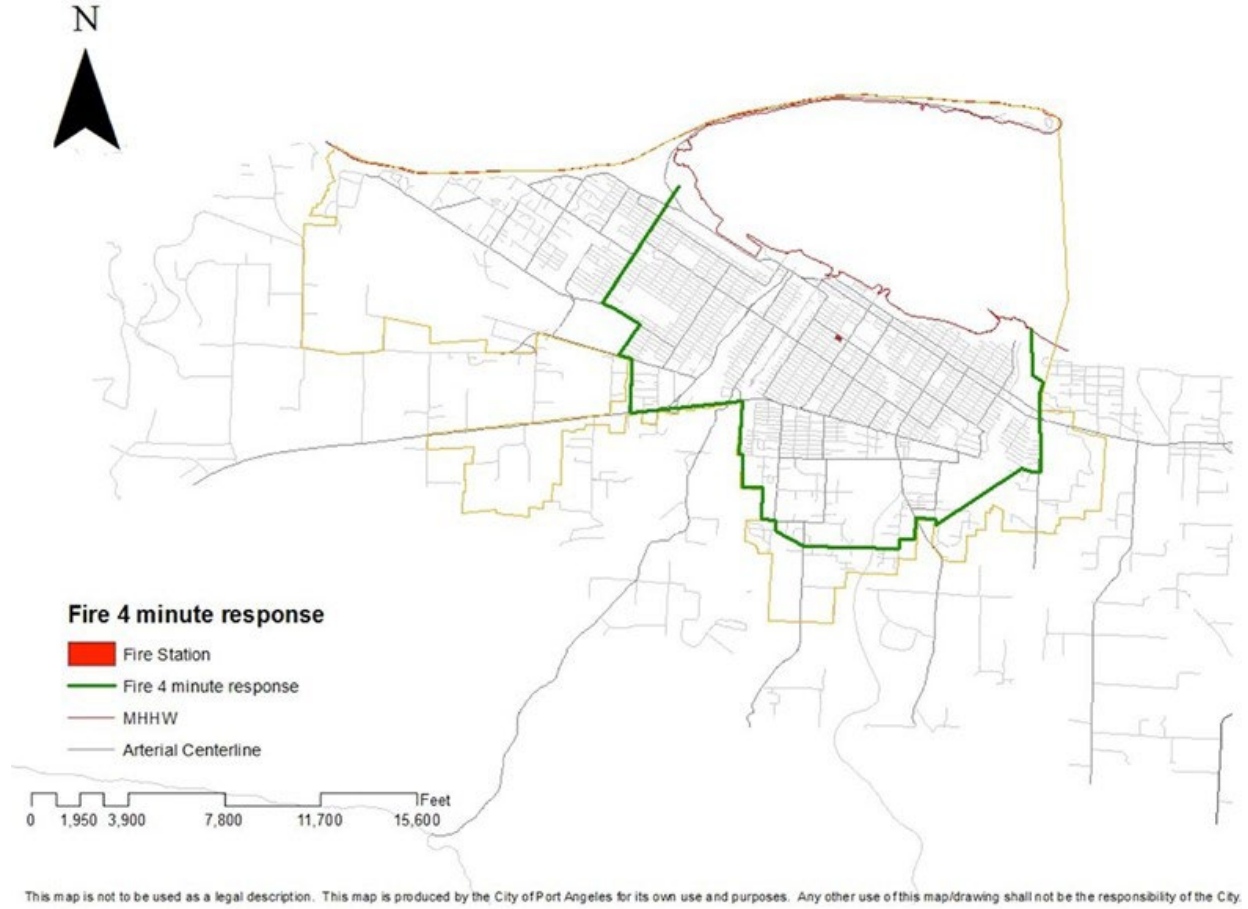 N
Fire 4 minute response
Fire Station
Fire 4 minute response
MHHW
Arterial Centerline
Feet
0 1,950 3,900 7,800 11,700 15,600
This map is not to be used as a legal description. This map is produced by the City of Port Angeles for its own use and purposes. Any other use of this map/drawing shall not be the responsibility of the City.